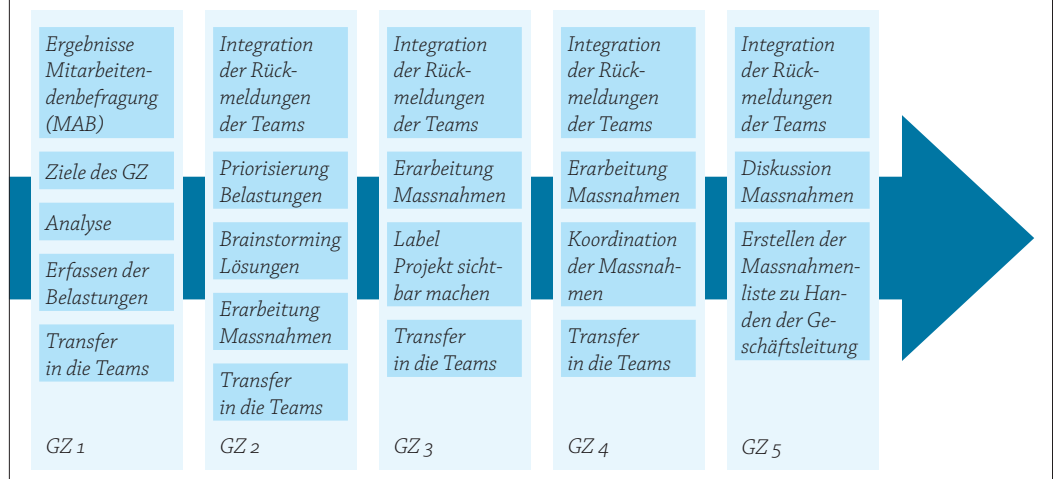 Ergebnisse
Mitarbeiten-
denbefragung
(MAB)
Ziele des GZ
Analyse
Erfassen der
Belastungen
Transfer
in die Teams
GZ 1
Integration
der Rück-
meldungen
der Teams
Priorisierung
Belastungen
Brainstorming
Lösungen
Erarbeitung
Massnahmen
Transfer
in die Teams
GZ 2
Integration
der Rück-
meldungen
der Teams
Erarbeitung
Massnahmen
Label
Projekt sicht-
bar machen
Transfer
in die Teams
GZ 3
Integration
der Rück-
meldungen
der Teams
Erarbeitung
Massnahmen
Koordination
der Massnah-
men
Transfer
in die Teams
GZ 4
Integration
der Rück-
meldungen
der Teams
Diskussion
Massnahmen
Erstellen der
Massnahmen-
liste zu Han-
den der Ge-
schäftsleitung
GZ 5